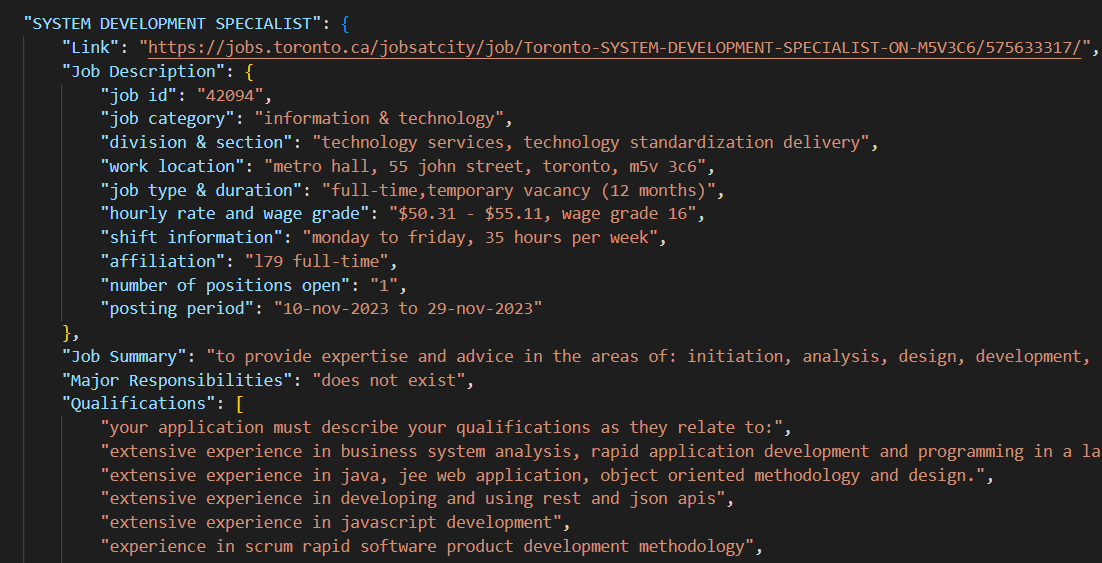 "SYSTEM DEVELOPMENT SPECIALIST": {
"Link": "https://jobs.toronto.ca/jobsatcity/job/Toronto-SYSTEM-DEVELOPMENT-SPECIALIST-ON-M5V3C6/575633317/",
"Job Description": {
"job id": "42094",
"job category": "information & technology",
"division & section": "technology services, technology standardization delivery",
"work location": "metro hall, 55 john street, toronto, m5v 3c6",
"job type & duration": "full-time,temporary vacancy (12 months)",
"hourly rate and wage grade": "$50.31 - $55.11, wage grade 16",
"shift information": "monday to friday, 35 hours per week",
"affiliation": "l79 full-time",
"number of positions open": "1",
"posting period": "10-nov-2023 to 29-nov-2023"
},
"Job Summary": "to provide expertise and advice in the areas of: initiation, analysis, design, development,
"Major Responsibilities": "does not exist",
"Qualifications": [
"your application must describe your qualifications as they relate to:",
"extensive experience in business system analysis, rapid application development and programming in a la
"extensive experience in java, jee web application, object oriented methodology and design.",
"extensive experience in developing and using rest and json apis",
"extensive experience in javascript development",
"experience in scrum rapid software product development methodology",